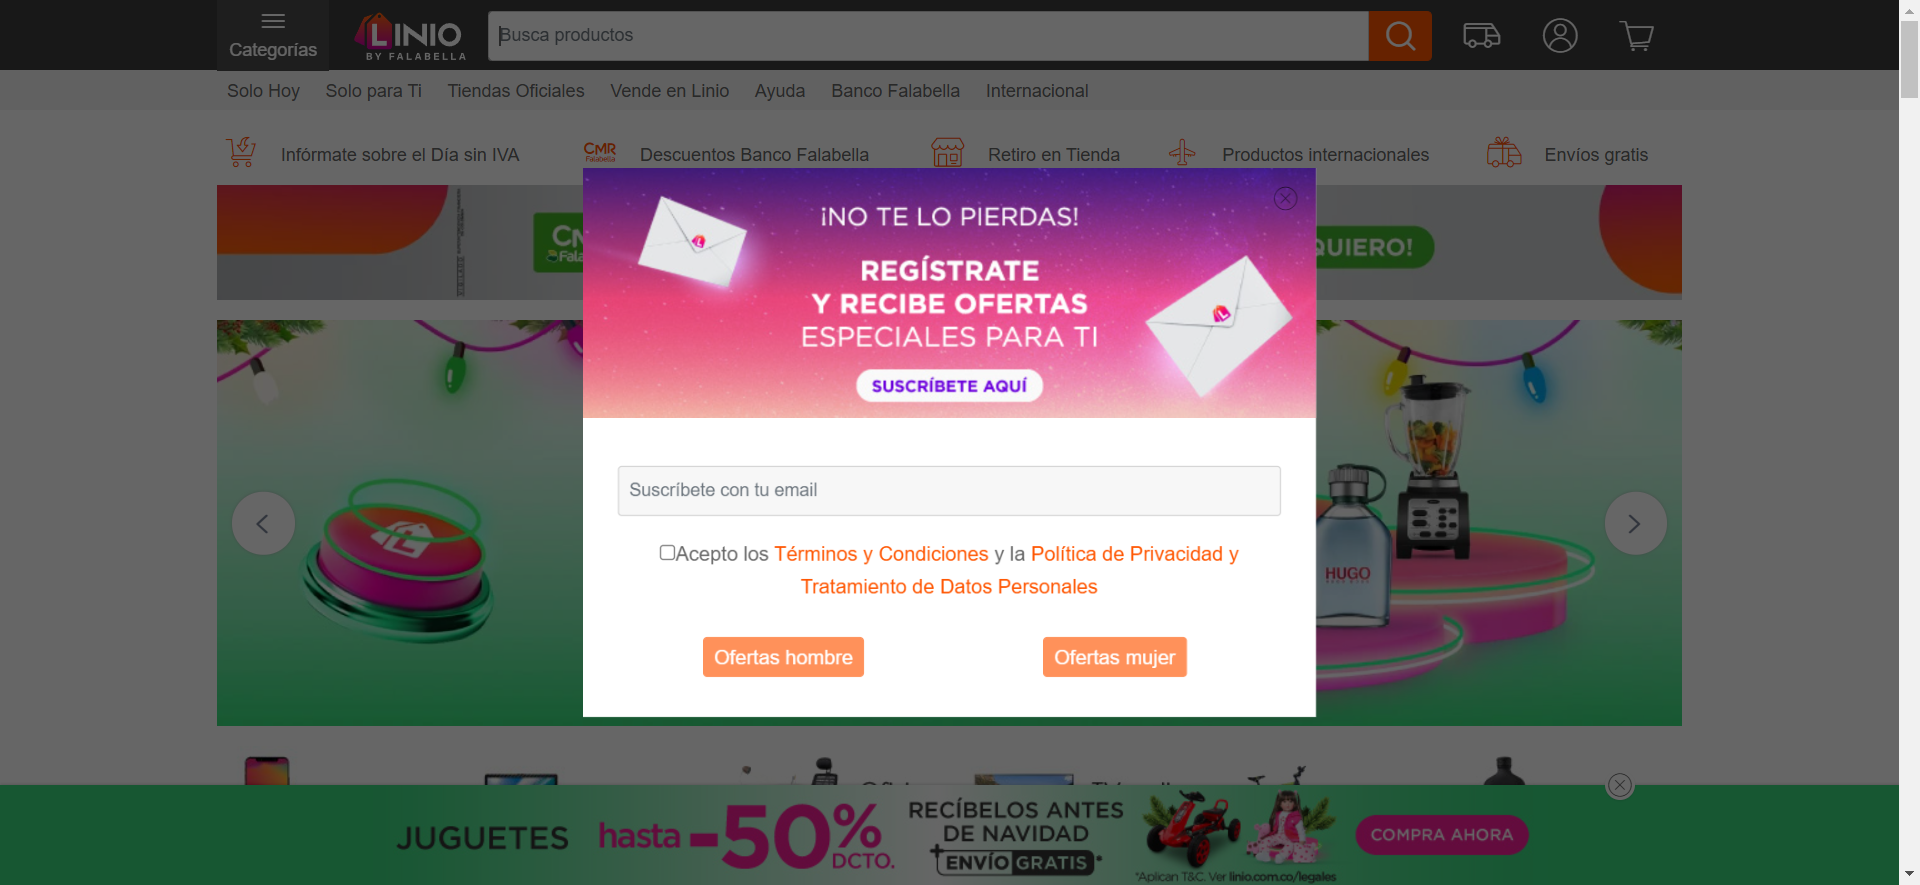 Categorías
LINIO
BY FALABELLA
Busca productos
Solo Hoy
Solo para Ti
Tiendas Oficiales
Vende en Linio
Ayuda
Banco Falabella
Internacional
Infórmate sobre el Día sin IVA
CMR
Falabella
Descuentos Banco Falabella
Retiro en Tienda
Productos internacionales
Envíos gratis
¡NO TE LO PIERDAS!
REGÍSTRATE
Y RECIBE OFERTAS
ESPECIALES PARA TI
SUSCRÍBETE AQUÍ
QUIERO!
Suscríbete con tu email
Acepto los Términos y Condiciones y la Política de Privacidad y
Tratamiento de Datos Personales
Ofertas hombre
Ofertas mujer
HUGO
JUGUETES hasta -50% DCTO.
RECÍBELOS ANTES
DE NAVIDAD
+ENVÍO GRATIS*
*Aplican T&C. Ver linio.com.co/legales
COMPRA AHORA